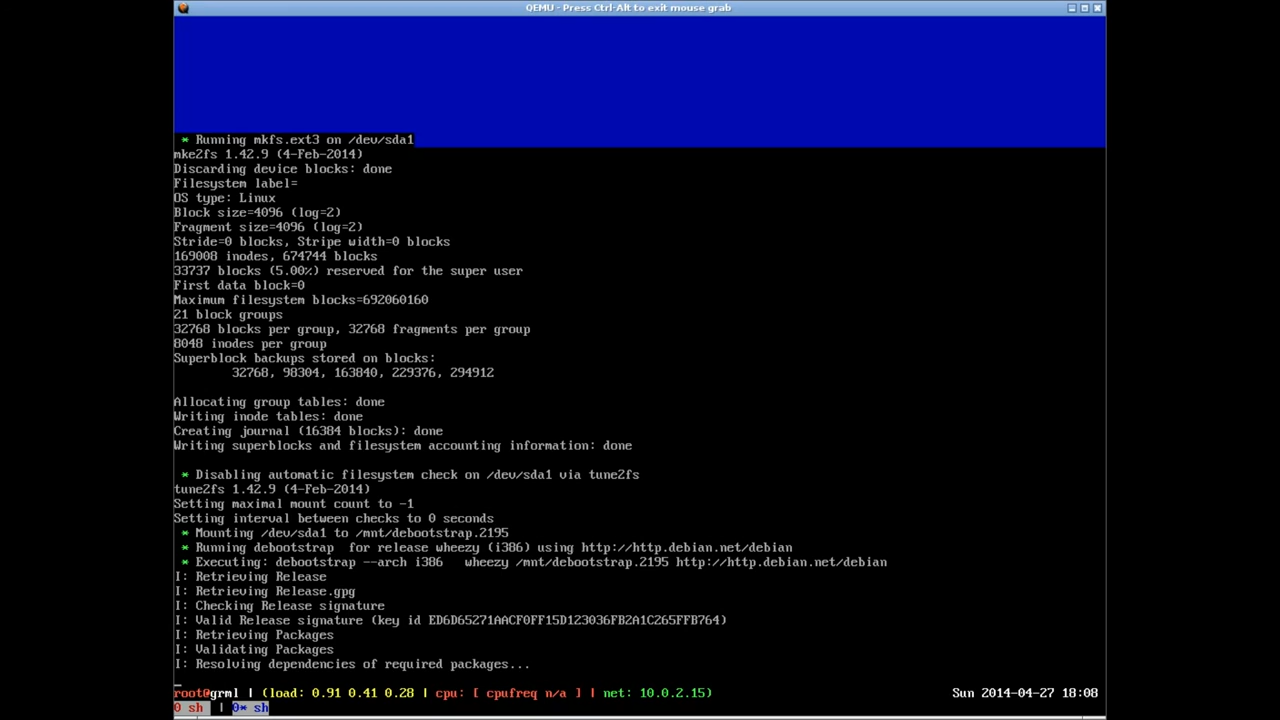 QEMU - Press Ctrl-Alt to exit mouse grab
 * Running mkfs.ext3 on /dev/sda1
mke2fs 1.42.9 (4-Feb-2014)
Discarding device blocks: done
Filesystem label=
OS type: Linux
Block size=4096 (log=2)
Fragment size=4096 (log=2)
Stride=0 blocks, Stripe width=0 blocks
169008 inodes, 674744 blocks
33737 blocks (5.00%) reserved for the super user
First data block=0
Maximum filesystem blocks=692060160
21 block groups
32768 blocks per group, 32768 fragments per group
8048 inodes per group
Superblock backups stored on blocks:
        32768, 98304, 163840, 229376, 294912
Allocating group tables: done
Writing inode tables: done
Creating journal (16384 blocks): done
Writing superblocks and filesystem accounting information: done
 * Disabling automatic filesystem check on /dev/sda1 via tune2fs
tune2fs 1.42.9 (4-Feb-2014)
Setting maximal mount count to -1
Setting interval between checks to 0 seconds
 * Mounting /dev/sda1 to /mnt/debootstrap.2195
 * Running debootstrap  for release wheezy (i386) using http://http.debian.net/debian
 * Executing: debootstrap --arch i386   wheezy /mnt/debootstrap.2195 http://http.debian.net/debian
I: Retrieving Release
I: Retrieving Release.gpg
I: Checking Release signature
I: Valid Release signature (key id ED6D65271AACF0FF15D123036FB2A1C265FFB764)
I: Retrieving Packages
I: Validating Packages
I: Resolving dependencies of required packages...
root@grml | (load: 0.91 0.41 0.28 | cpu: [ cpufreq n/a ] | net: 10.0.2.15) Sun 2014-04-27 18:08
0 sh  | 0* sh